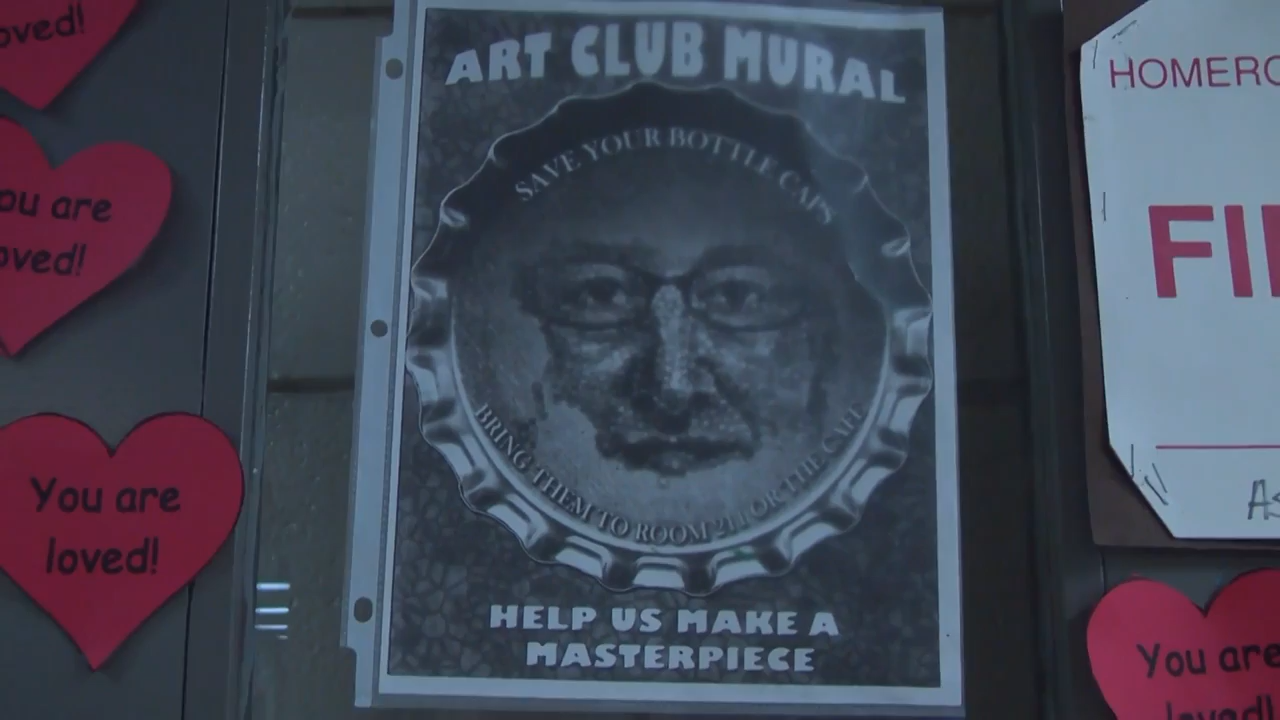 ART CLUB MURAL
SAVE YOUR BOTTLE CAPS
BRING THEM TO ROOM 211 OR THE CAFE
HELP US MAKE A
MASTERPIECE
oved!
ou are
oved!
You are
loved!
HOMERO
FI
You are
loved!